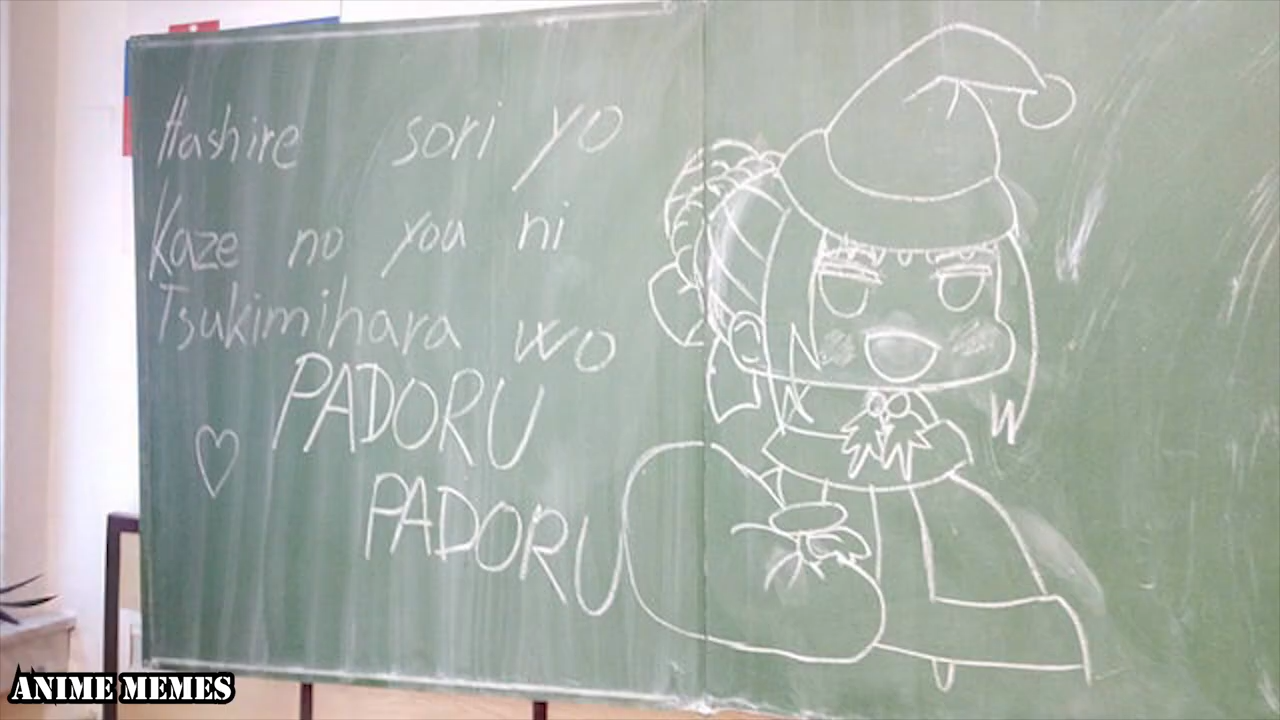 Hashire sori yo
Kaze no you ni
Tsukimihara wo
PADORU
PADORU
ANIME MEMES